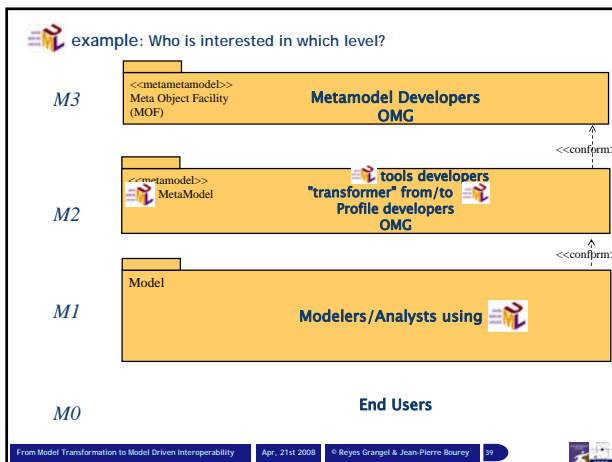 example: Who is interested in which level?
M3
<<metametamodel>>
Meta Object Facility
(MOF)
Metamodel Developers
OMG
<<conform:
M2
<<metamodel>>
MetaModel
tools developers
"transformer" from/to
Profile developers
OMG
<<conform:
M1
Model
Modelers/Analysts using
M0
End Users
From Model Transformation to Model Driven Interoperability Apr, 21st 2008 © Reyes Grangel & Jean-Pierre Bourey 39